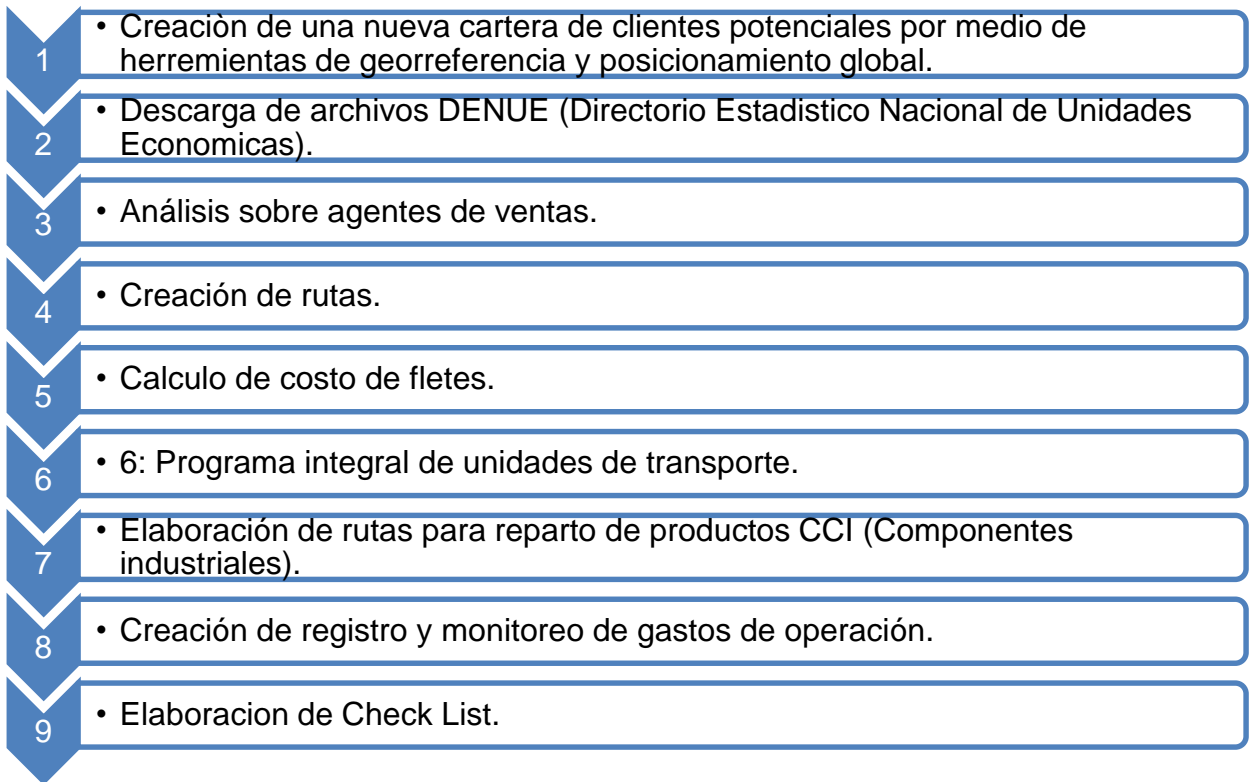 1
• Creaciòn de una nueva cartera de clientes potenciales por medio de
herremientas de georreferencia y posicionamiento global.
2
• Descarga de archivos DENUE (Directorio Estadistico Nacional de Unidades
Economicas).
3
• Análisis sobre agentes de ventas.
4
• Creación de rutas.
5
• Calculo de costo de fletes.
6
• 6: Programa integral de unidades de transporte.
7
• Elaboración de rutas para reparto de productos CCI (Componentes
industriales).
8
• Creación de registro y monitoreo de gastos de operación.
9
• Elaboracion de Check List.